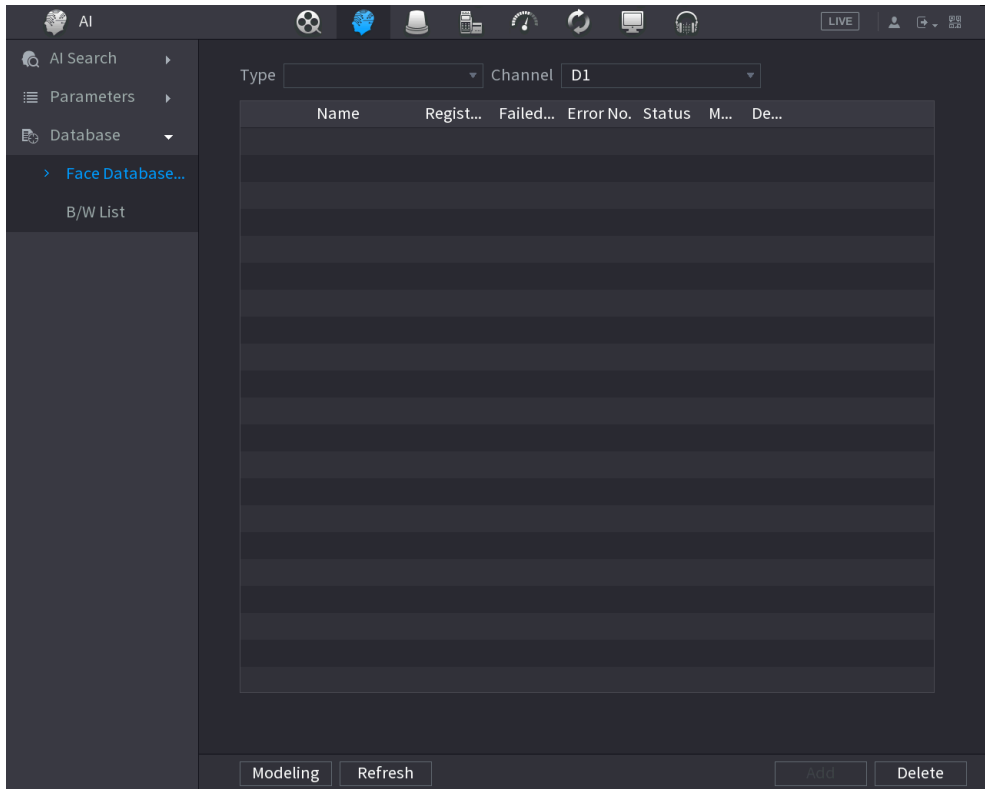 AI
LIVE
AI Search
Parameters
Database
Face Database...
B/W List
Type Channel D1
Name Regist... Failed... Error No. Status M... De...
Modeling Refresh Add Delete